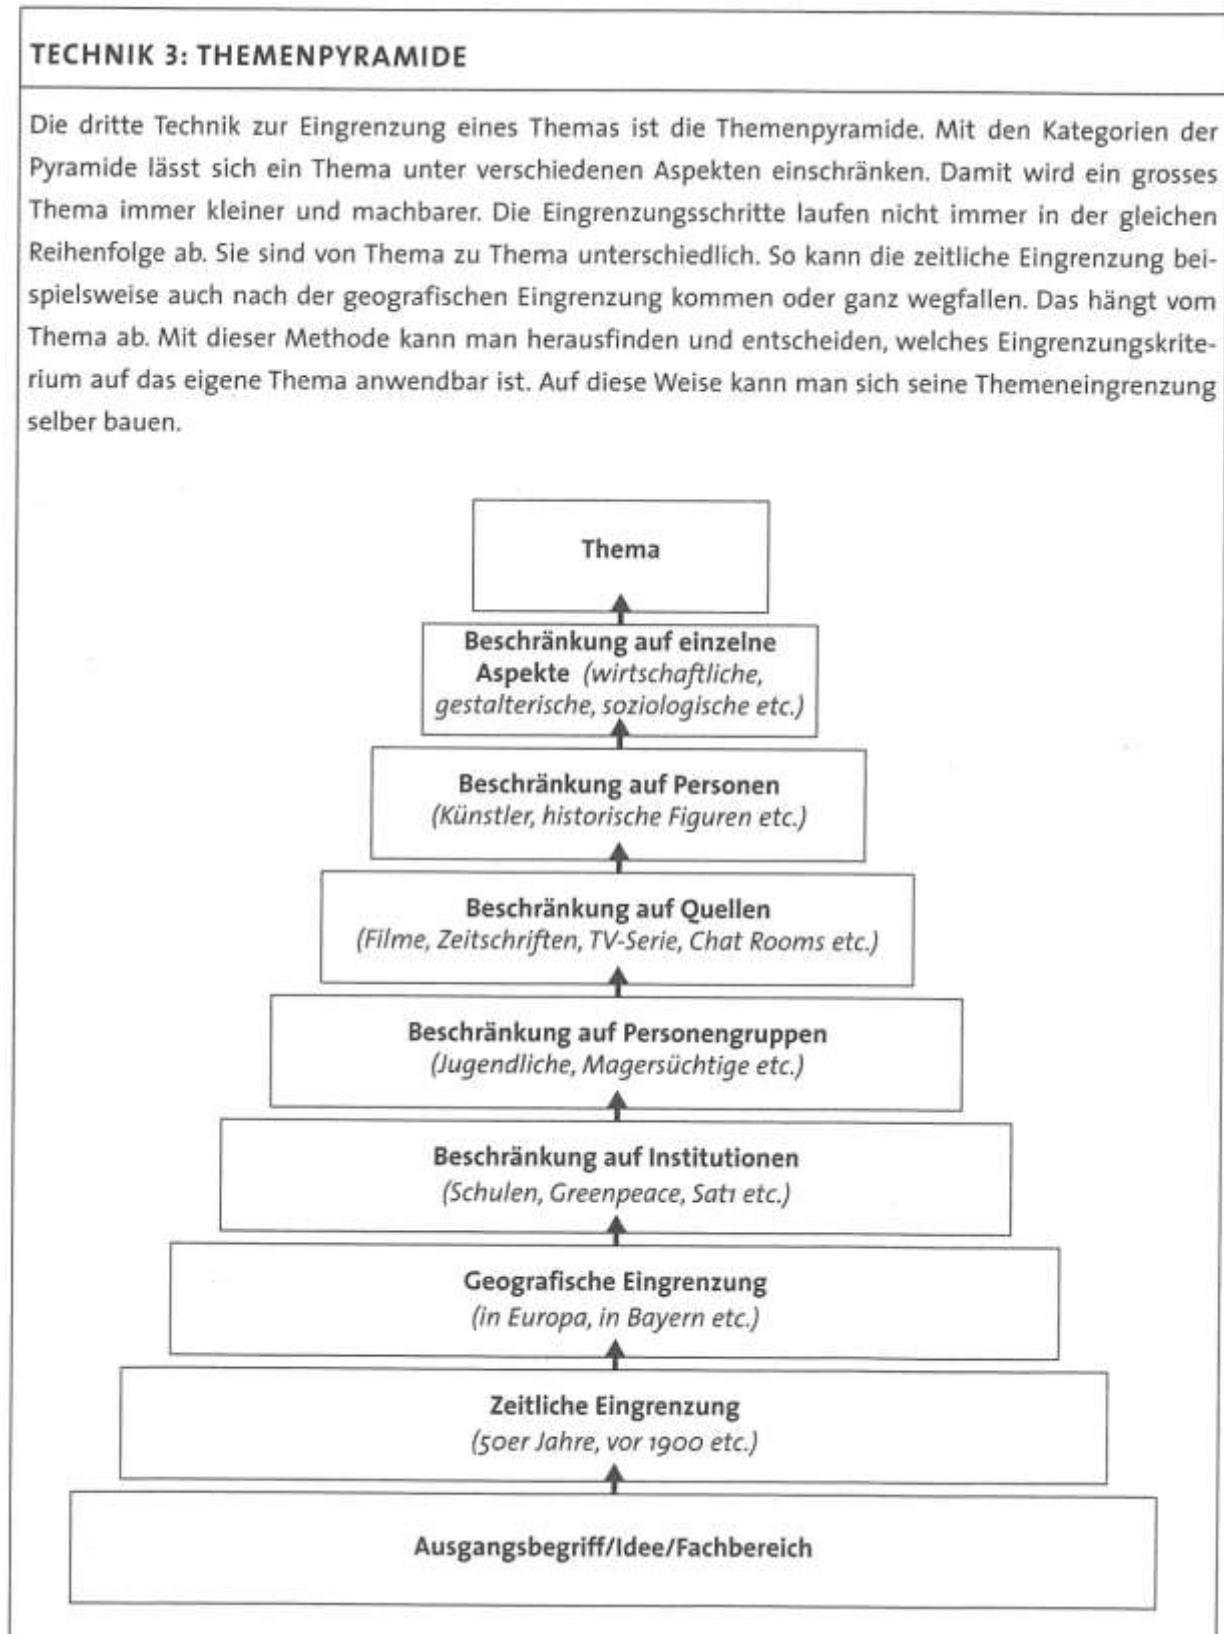 TECHNIK 3: THEMENPYRAMIDE
Die dritte Technik zur Eingrenzung eines Themas ist die Themenpyramide. Mit den Kategorien der
Pyramide lässt sich ein Thema unter verschiedenen Aspekten einschränken. Damit wird ein grosses
Thema immer kleiner und machbarer. Die Eingrenzungsschritte laufen nicht immer in der gleichen
Reihenfolge ab. Sie sind von Thema zu Thema unterschiedlich. So kann die zeitliche Eingrenzung bei-
spielsweise auch nach der geografischen Eingrenzung kommen oder ganz wegfallen. Das hängt vom
Thema ab. Mit dieser Methode kann man herausfinden und entscheiden, welches Eingrenzungskrite-
rium auf das eigene Thema anwendbar ist. Auf diese Weise kann man sich seine Themeneingrenzung
selber bauen.
Thema
Beschränkung auf einzelne
Aspekte (wirtschaftliche,
gestalterische, soziologische etc.)
Beschränkung auf Personen
(Künstler, historische Figuren etc.)
Beschränkung auf Quellen
(Filme, Zeitschriften, TV-Serie, Chat Rooms etc.)
Beschränkung auf Personengruppen
(Jugendliche, Magersüchtige etc.)
Beschränkung auf Institutionen
(Schulen, Greenpeace, Sat1 etc.)
Geografische Eingrenzung
(in Europa, in Bayern etc.)
Zeitliche Eingrenzung
(50er Jahre, vor 1900 etc.)
Ausgangsbegriff/Idee/Fachbereich